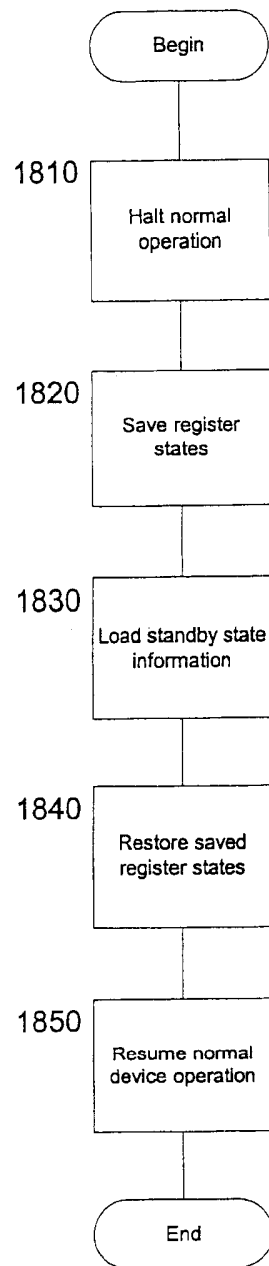 Begin
1810
Halt normal
operation
1820
Save register
states
1830
Load standby state
information
1840
Restore saved
register states
1850
Resume normal
device operation
End